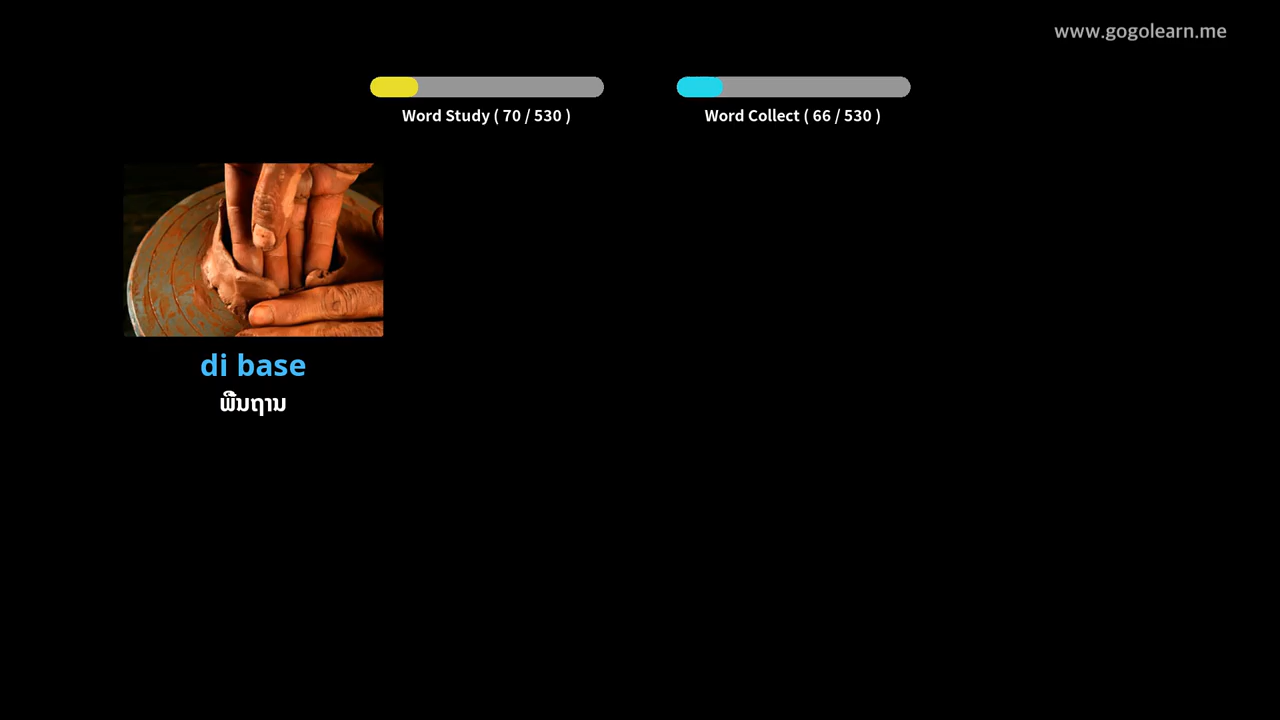 www.gogolearn.me
Word Study ( 70 / 530 )
Word Collect ( 66 / 530 )
di base
ພື້ນຖານ